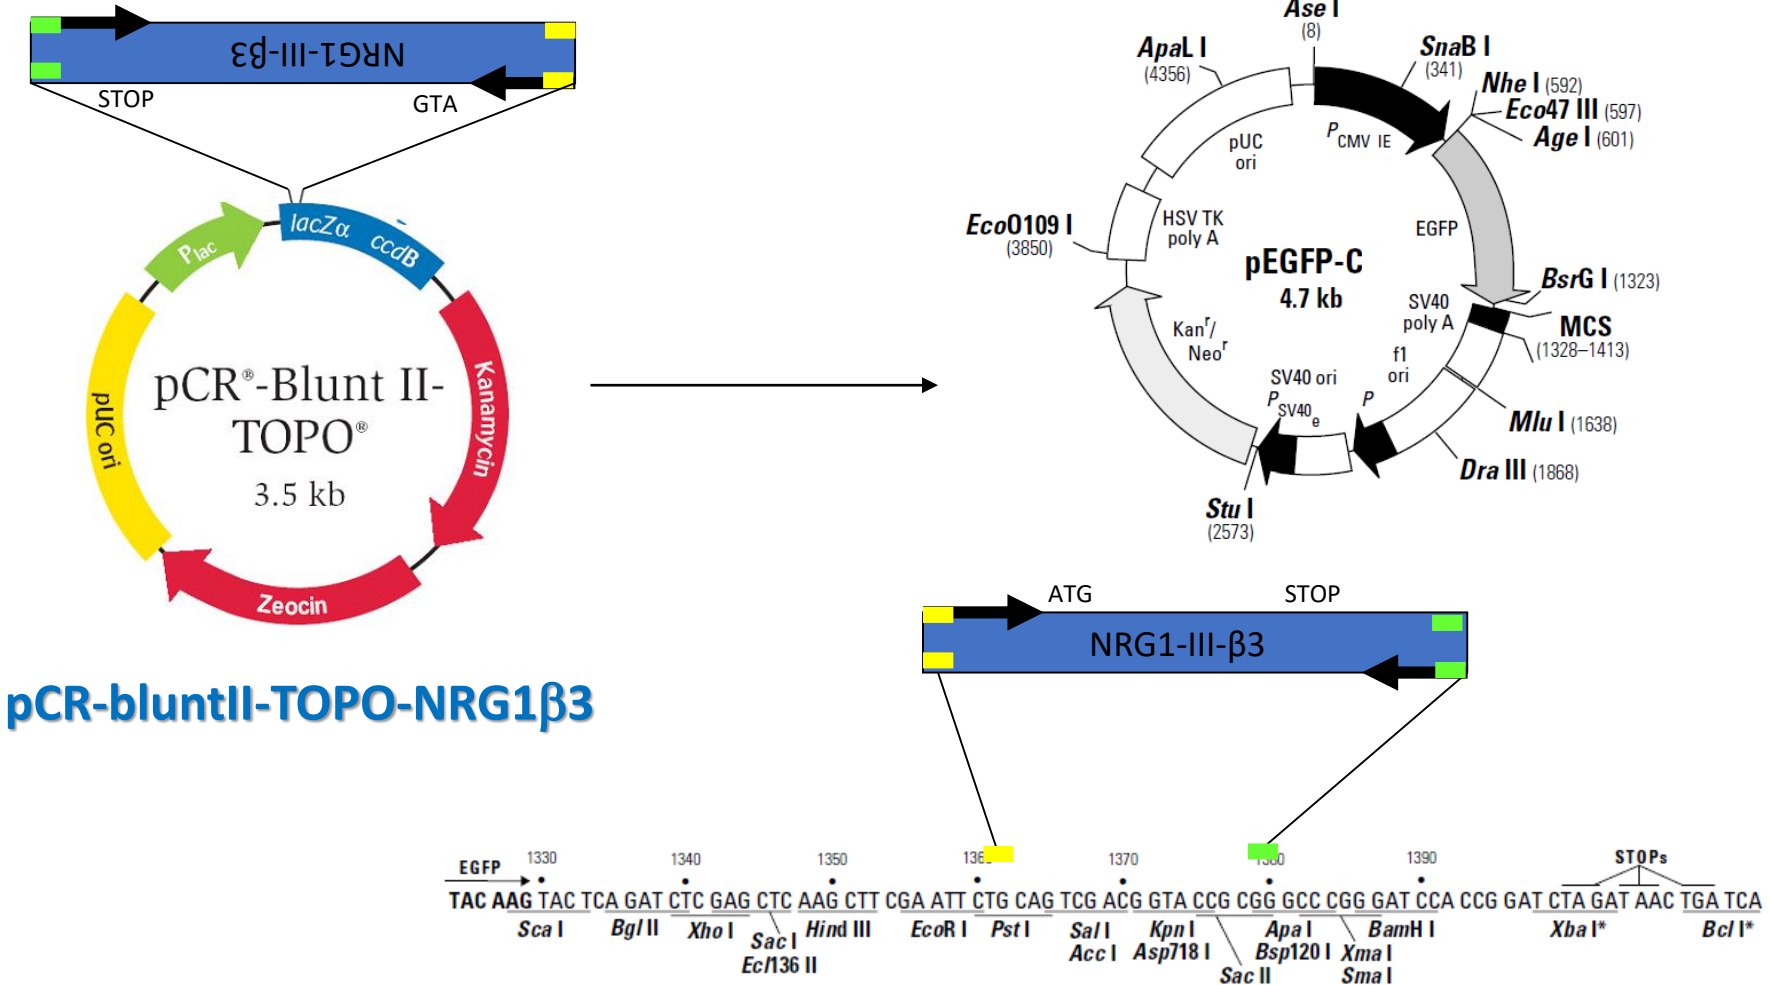 NRG1-III-β3
STOP
GTA
lacZα
ccdB
Plac
Kanamycin
pUC ori
pCR®-Blunt II-
TOPO®
3.5 kb
Zeocin
pCR-bluntII-TOPO-NRG1β3
Ase I
(8)
ApaL I
(4356)
SnaB I
(341)
Nhe I (592)
Eco47 III (597)
Age I (601)
PCMV IE
pUC
ori
EcoO109 I
(3850)
HSV TK
poly A
EGFP
pEGFP-C
4.7 kb
BsrG I (1323)
SV40
poly A
MCS
(1328–1413)
Kanr/
Neor
f1
ori
SV40 ori
PSV40e
P
Mlu I (1638)
Dra III (1868)
Stu I
(2573)
ATG
STOP
NRG1-III-β3
1330 1340 1350 1370 1380 1390
EGFP
STOPs
TAC AAG TAC TCA GAT CTC GAG CTC AAG CTT CGA ATT CTG CAG TCG ACG GTA CCG CGG GCC CGG GAT CCA CCG GAT CTA GAT AAC TGA TCA
Sca I Bgl II Xho I Sac I Hind III EcoR I Pst I Sal I Kpn I Apa I BamH I Xba I* Bcl I*
Ecl136 II Acc I Asp718 I Bsp120 I Xma I
Sac II Sma I